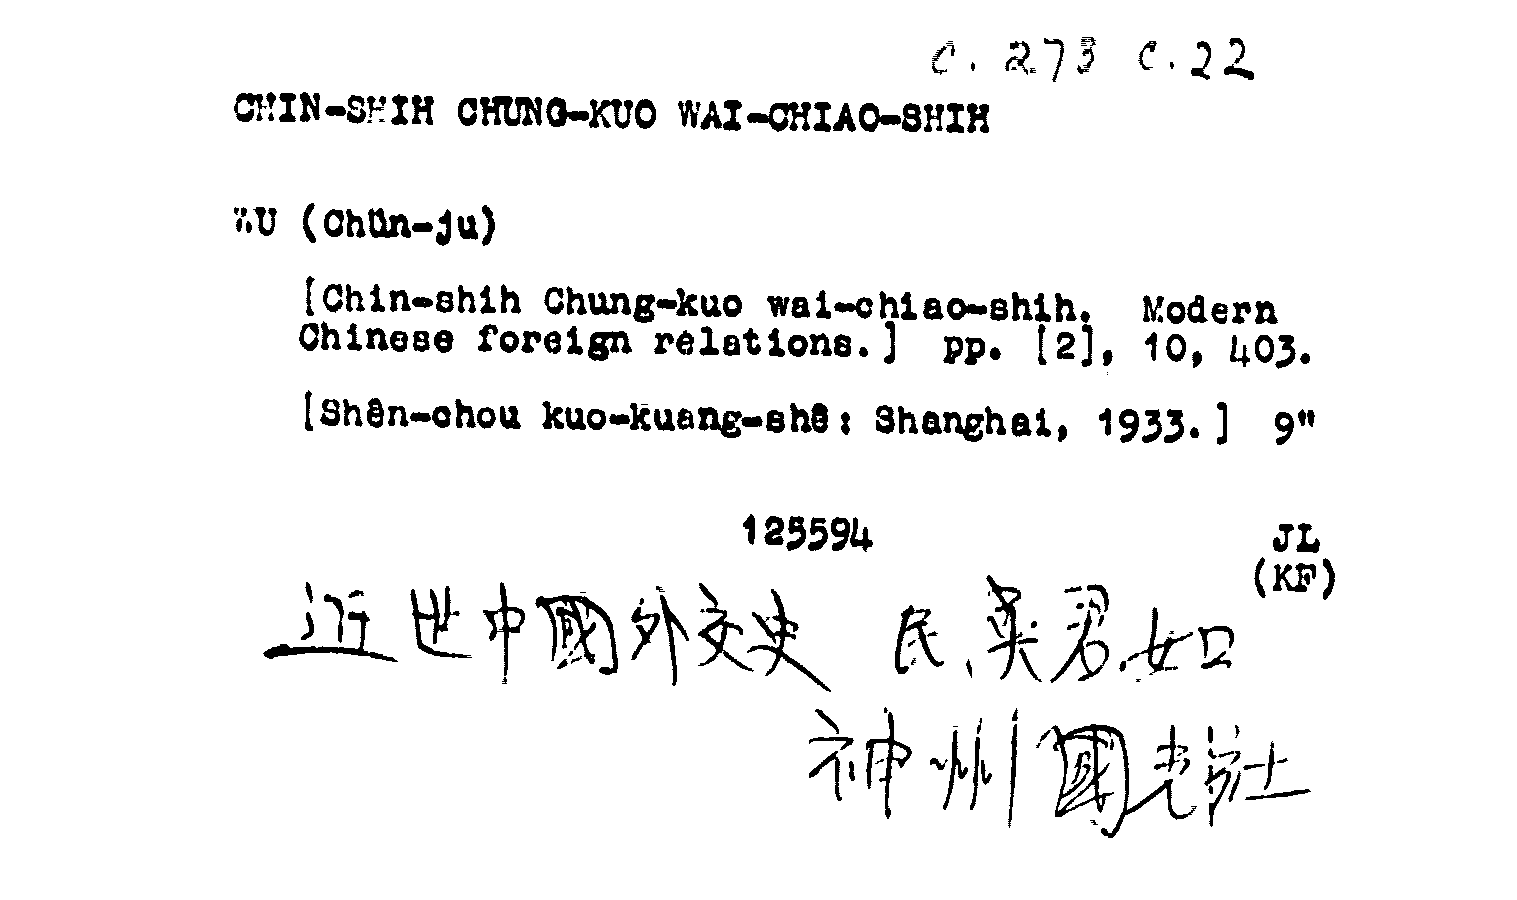 c. 273 c. 22
CHIN-SHIH CHUNG-KUO WAI-CHIAO-SHIH
WU (Chün-ju)
[Chin-shih Chung-kuo wai-chiao-shih. Modern
Chinese foreign relations.] pp. [2], 10, 403.
[Shên-chou kuo-kuang-shê: Shanghai, 1933.] 9"
125594
JL
(KF)
近世中國外交史 民、吳君如
神州國光社